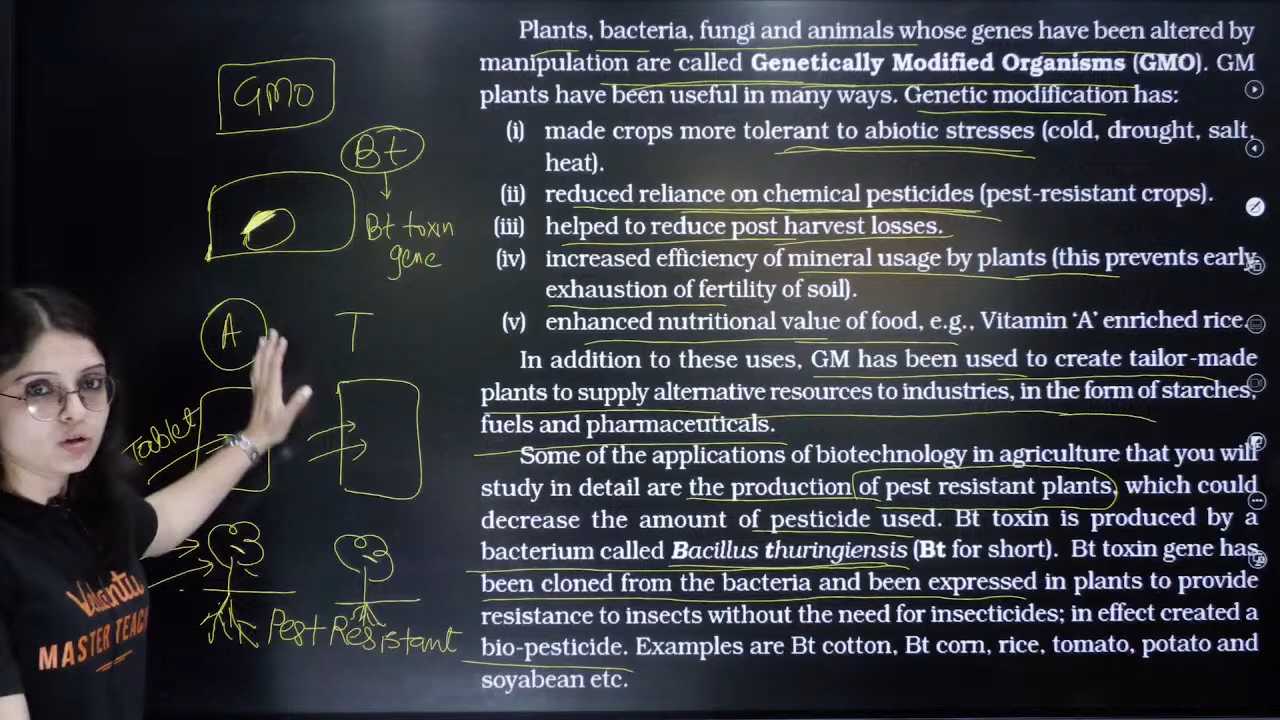 GMO
Bt
Bt toxin
gene
A
T
Tablet
Pest Resistant
Vedantu
MASTER TEACH
Plants, bacteria, fungi and animals whose genes have been altered by
manipulation are called Genetically Modified Organisms (GMO). GM
plants have been useful in many ways. Genetic modification has:
(i) made crops more tolerant to abiotic stresses (cold, drought, salt,
heat).
(ii) reduced reliance on chemical pesticides (pest-resistant crops).
(iii) helped to reduce post harvest losses.
(iv) increased efficiency of mineral usage by plants (this prevents early
exhaustion of fertility of soil).
(v) enhanced nutritional value of food, e.g., Vitamin ‘A’ enriched rice.
In addition to these uses, GM has been used to create tailor-made
plants to supply alternative resources to industries, in the form of starches,
fuels and pharmaceuticals.
Some of the applications of biotechnology in agriculture that you will
study in detail are the production of pest resistant plants, which could
decrease the amount of pesticide used. Bt toxin is produced by a
bacterium called Bacillus thuringiensis (Bt for short). Bt toxin gene has
been cloned from the bacteria and been expressed in plants to provide
resistance to insects without the need for insecticides; in effect created a
bio-pesticide. Examples are Bt cotton, Bt corn, rice, tomato, potato and
soyabean etc.